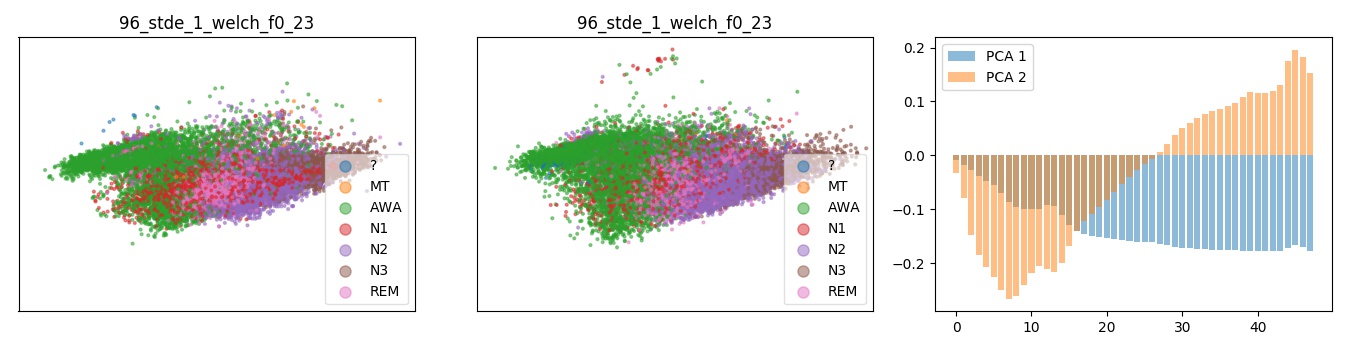 96_stde_1_welch_f0_23
?
MT
AWA
N1
N2
N3
REM
96_stde_1_welch_f0_23
?
MT
AWA
N1
N2
N3
REM
PCA 1
PCA 2
0.2
0.1
0.0
−0.1
−0.2
0 10 20 30 40